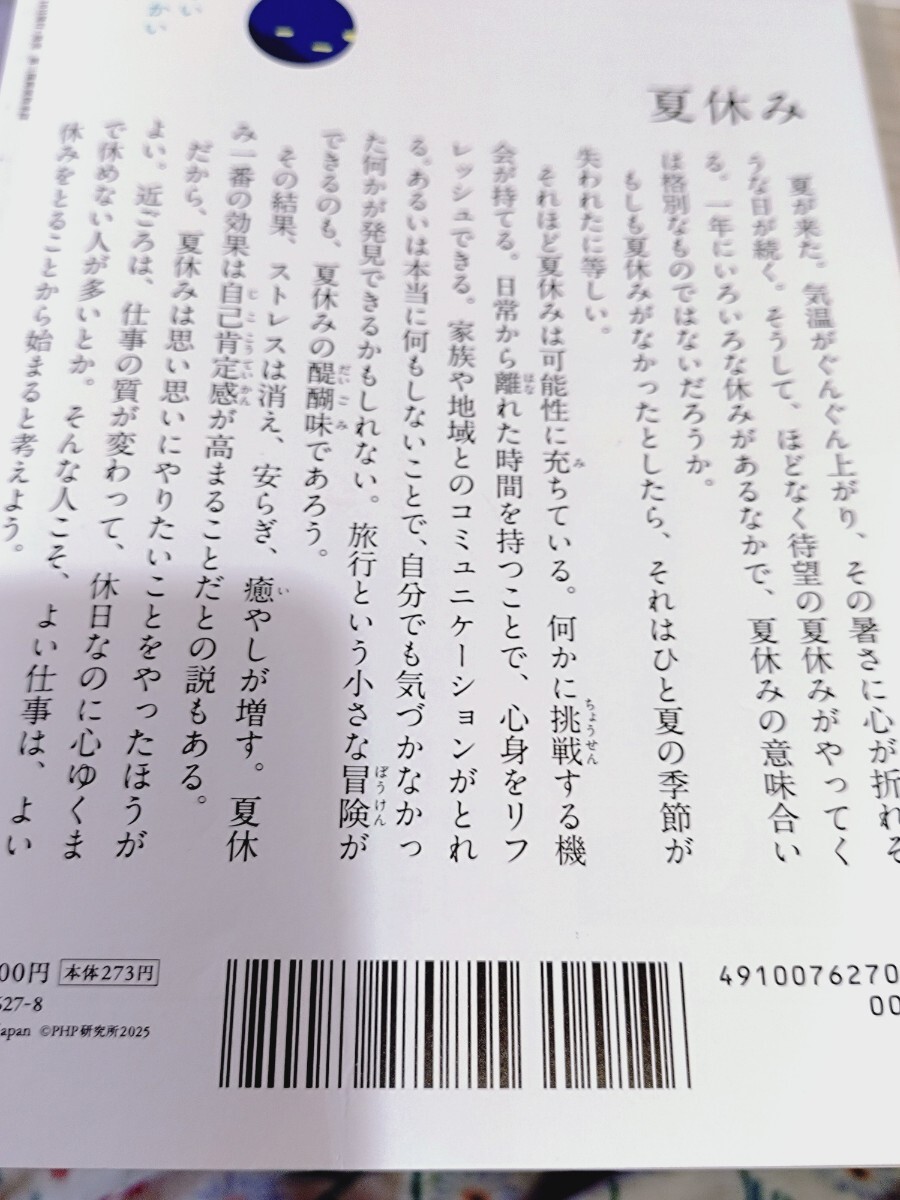 い
かい
夏休み
夏が来た。気温がぐんぐん上がり、その暑さに心が折れそ
うな日が続く。そうして、ほどなく待望の夏休みがやってく
る。一年にいろいろな休みがあるなかで、夏休みの意味合い
は格別なものではないだろうか。
もしも夏休みがなかったとしたら、それはひと夏の季節が
失われたに等しい。
それほど夏休みは可能性に充ちている。何かに挑戦する機
会が持てる。日常から離れた時間を持つことで、心身をリフ
レッシュできる。家族や地域とのコミュニケーションがとれ
る。あるいは本当に何もしないことで、自分でも気づかなかっ
た何かが発見できるかもしれない。旅行という小さな冒険が
できるのも、夏休みの醍醐味であろう。
その結果、ストレスは消え、安らぎ、癒やしが増す。夏休
み一番の効果は自己肯定感が高まることだとの説もある。
だから、夏休みは思い思いにやりたいことをやったほうが
よい。近ごろは、仕事の質が変わって、休日なのに心ゆくま
で休めない人が多いとか。そんな人こそ、よい仕事は、よい
休みをとることから始まると考えよう。
00円 本体273円
627-8
Japan ©PHP研究所2025
4910076270
00